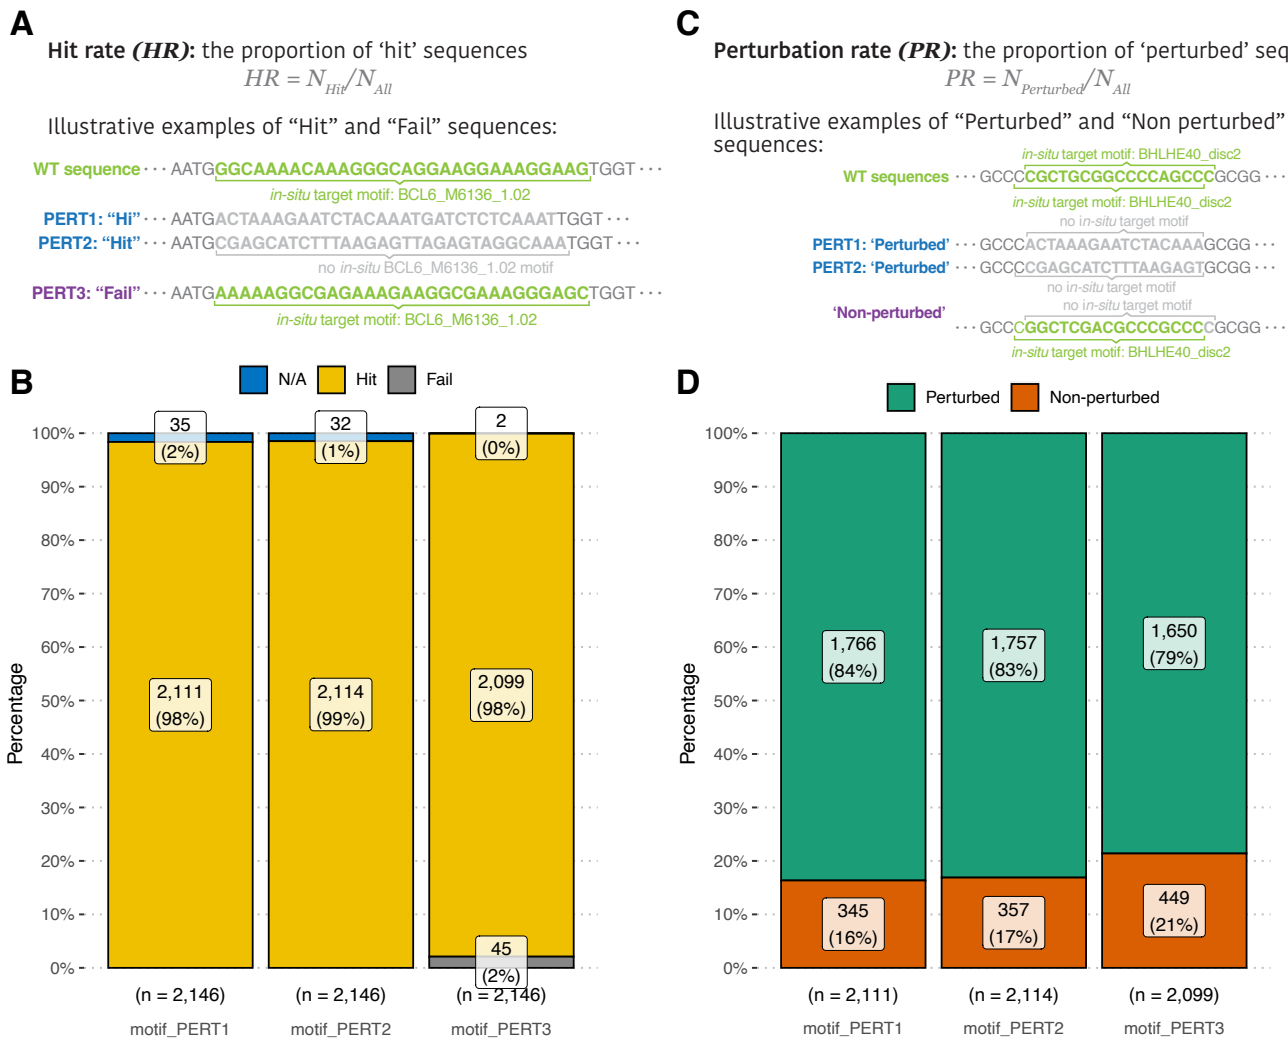 A
Hit rate (HR): the proportion of ‘hit’ sequences
HR = N_Hit/N_All
Illustrative examples of “Hit” and “Fail” sequences:
WT sequence ··· AATGGGCAAAACAAAGGGCAGGAAGGAAAGGAAGTGGT ···
in-situ target motif: BCL6_M6136_1.02
PERT1: “Hi” ··· AATGACTAAAGAATCTACAAATGATCTCTCAAATTGGT ···
PERT2: “Hit” ··· AATGCGAGCATCTTTAAGAGTTAGAGTAGGCAAATGGT ···
no in-situ BCL6_M6136_1.02 motif
PERT3: “Fail” ··· AATGAAAAAGGCGAGAAAGAAGGCGAAAGGGAGCTGGT ···
in-situ target motif: BCL6_M6136_1.02
C
Perturbation rate (PR): the proportion of ‘perturbed’ seq
PR = N_Perturbed/N_All
Illustrative examples of “Perturbed” and “Non perturbed”
sequences:
in-situ target motif: BHLHE40_disc2
WT sequences ··· GCCCCGCTGCGGCCCCAGCCCGCGG ···
in-situ target motif: BHLHE40_disc2
no in-situ target motif
PERT1: ‘Perturbed’ ··· GCCCACTAAAGAATCTACAAAGCGG ···
PERT2: ‘Perturbed’ ··· GCCCCGAGCATCTTTAAGAGTGCGG ···
no in-situ target motif
no in-situ target motif
‘Non-perturbed’
··· GCCCGGCTCGACGCCCGCCCCGCGG ···
in-situ target motif: BHLHE40_disc2
B
N/A Hit Fail
Percentage
100%
90%
80%
70%
60%
50%
40%
30%
20%
10%
0%
35
(2%)
32
(1%)
2
(0%)
2,111
(98%)
2,114
(99%)
2,099
(98%)
45
(2%)
(n = 2,146) (n = 2,146) (n = 2,146)
motif_PERT1 motif_PERT2 motif_PERT3
D
Perturbed Non-perturbed
Percentage
100%
90%
80%
70%
60%
50%
40%
30%
20%
10%
0%
1,766
(84%)
1,757
(83%)
1,650
(79%)
345
(16%)
357
(17%)
449
(21%)
(n = 2,111) (n = 2,114) (n = 2,099)
motif_PERT1 motif_PERT2 motif_PERT3